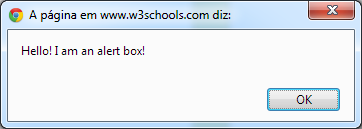 A página em www.w3schools.com diz:
Hello! I am an alert box!
OK